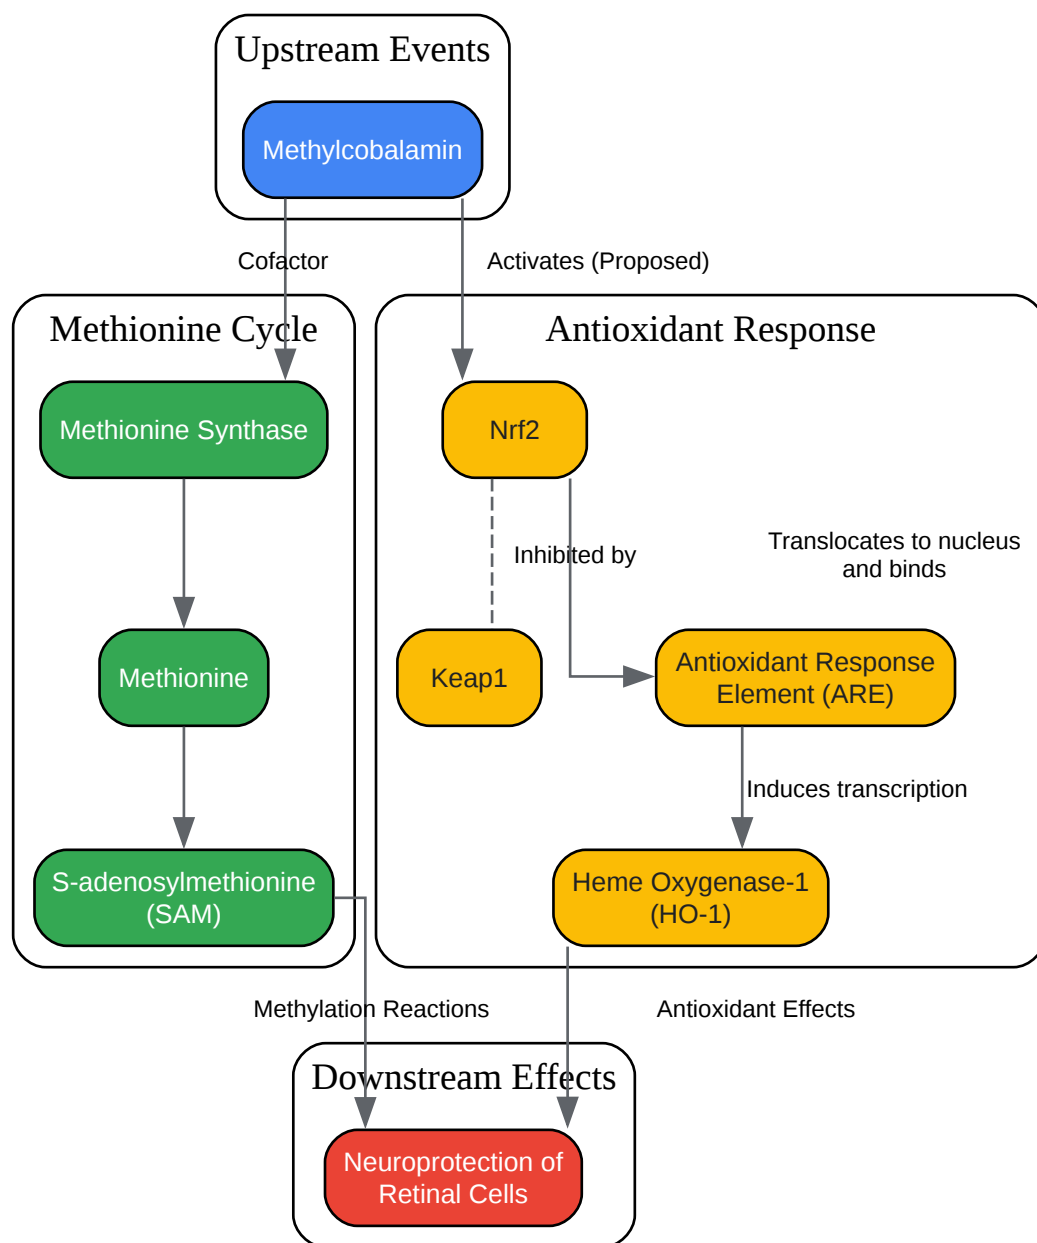 Upstream Events
Methylcobalamin
Cofactor
Activates (Proposed)
Methionine Cycle
Antioxidant Response
Methionine Synthase
Nrf2
Inhibited by
Translocates to nucleus
and binds
Methionine
Keap1
Antioxidant Response
Element (ARE)
Induces transcription
S-adenosylmethionine
(SAM)
Heme Oxygenase-1
(HO-1)
Methylation Reactions
Antioxidant Effects
Downstream Effects
Neuroprotection of
Retinal Cells